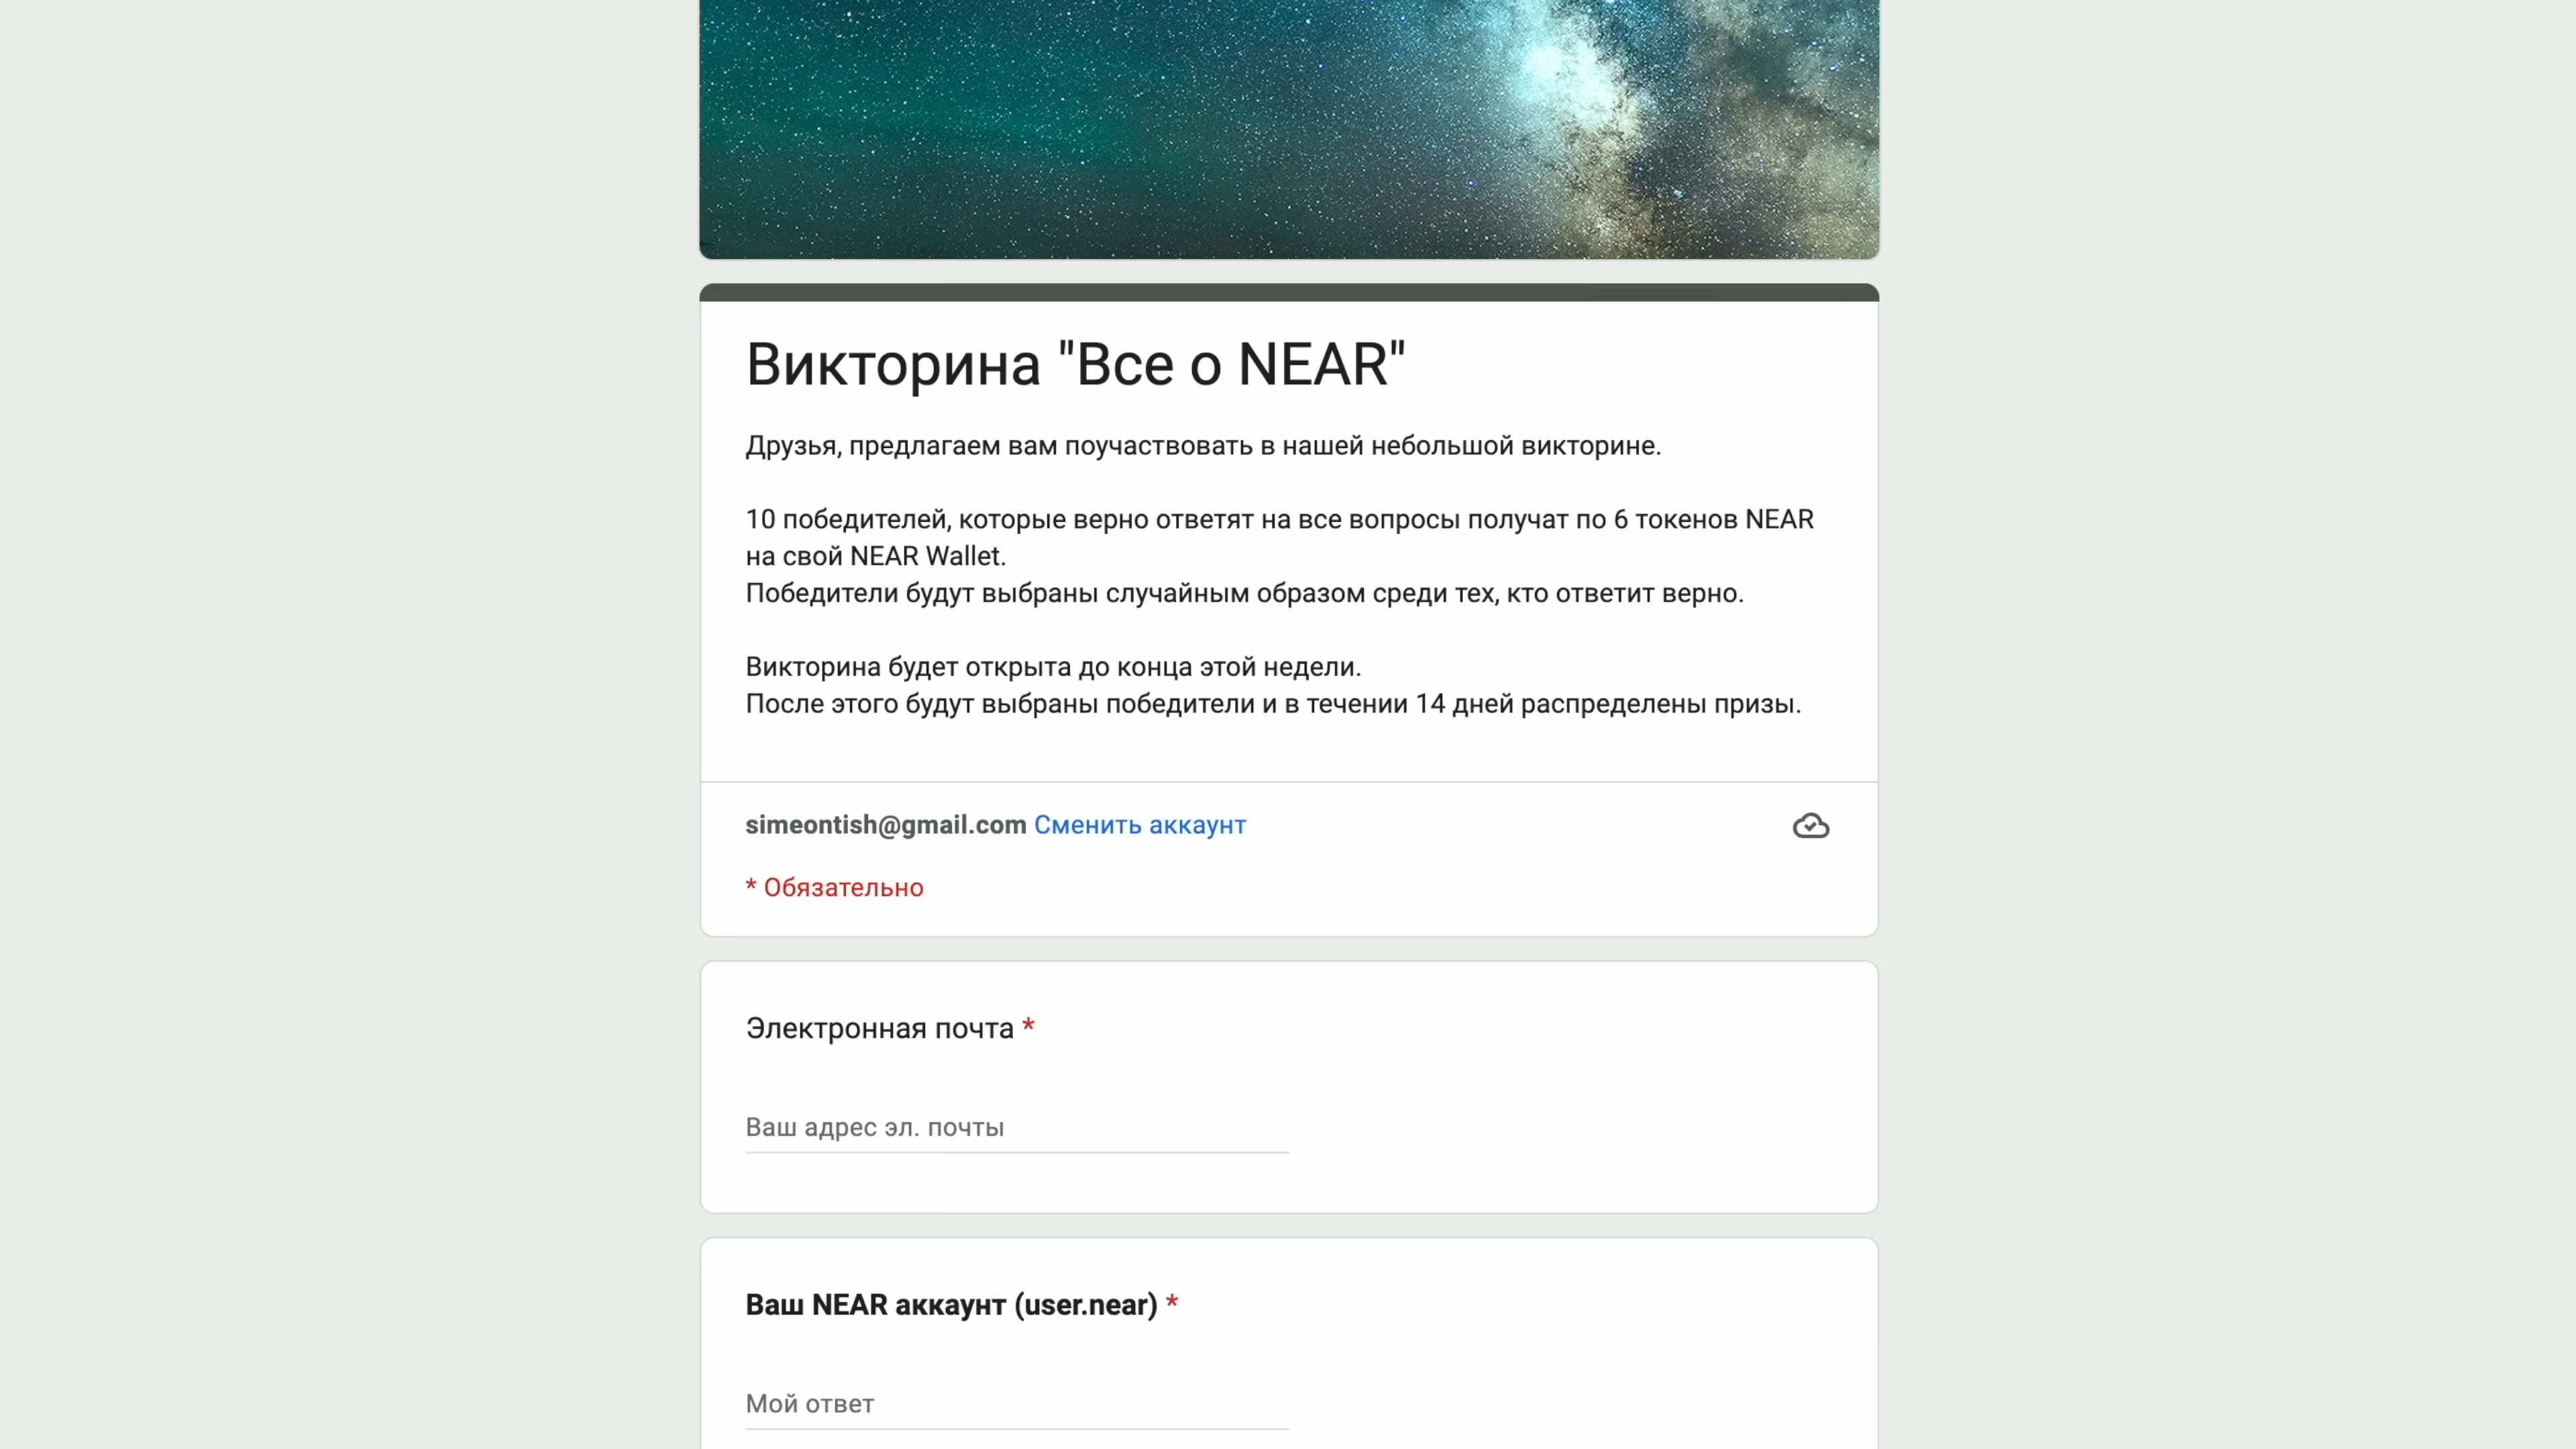 Викторина "Все о NEAR"
Друзья, предлагаем вам поучаствовать в нашей небольшой викторине.
10 победителей, которые верно ответят на все вопросы получат по 6 токенов NEAR
на свой NEAR Wallet.
Победители будут выбраны случайным образом среди тех, кто ответит верно.
Викторина будет открыта до конца этой недели.
После этого будут выбраны победители и в течении 14 дней распределены призы.
simeontish@gmail.com Сменить аккаунт
* Обязательно
Электронная почта *
Ваш адрес эл. почты
Ваш NEAR аккаунт (user.near) *
Мой ответ